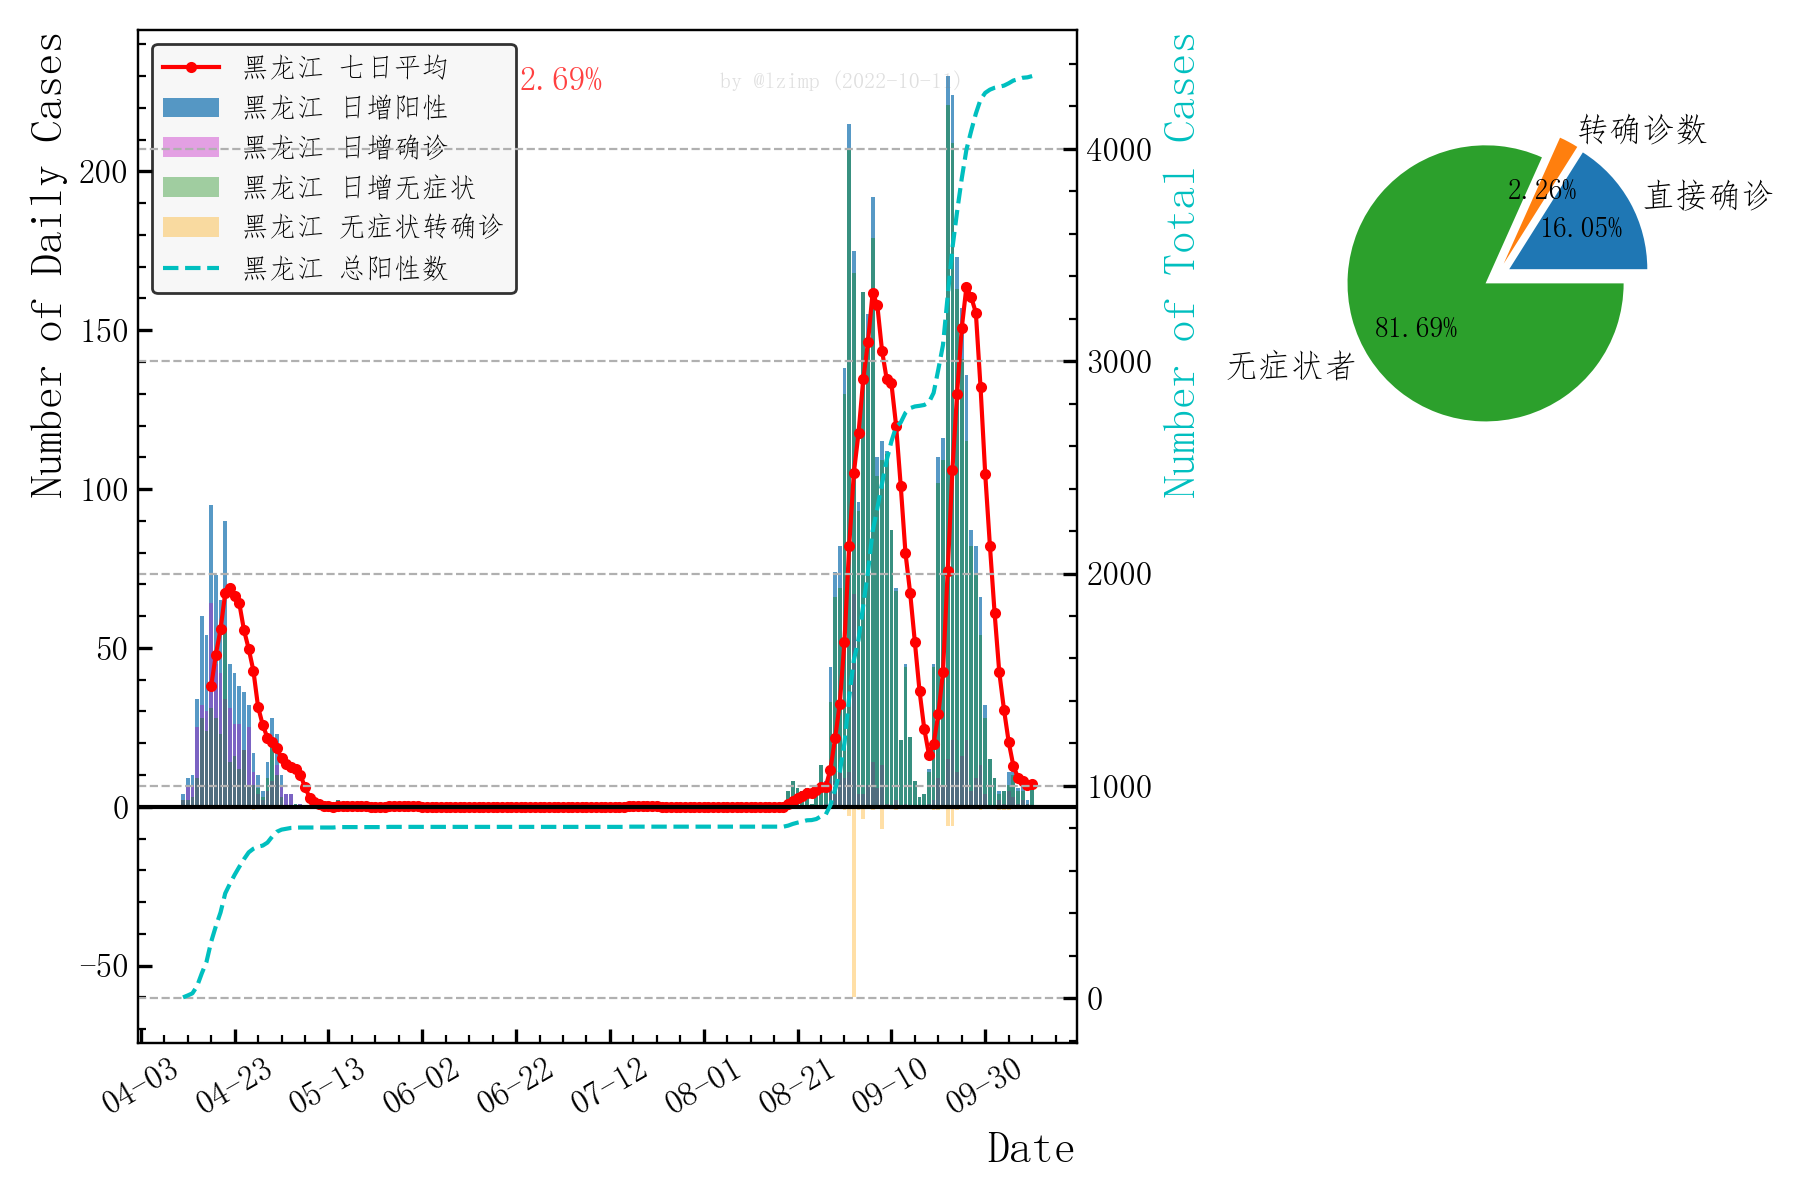 Number of Daily Cases
黑龙江 七日平均
黑龙江 日增阳性
黑龙江 日增确诊
黑龙江 日增无症状
黑龙江 无症状转确诊
黑龙江 总阳性数
2.69%
by @lzimp (2022-10-11)
200
150
100
50
0
−50
4000
3000
2000
1000
0
Number of Total Cases
04-03
04-23
05-13
06-02
06-22
07-12
08-01
08-21
09-10
09-30
Date
转确诊数
2.26%
直接确诊
16.05%
81.69%
无症状者